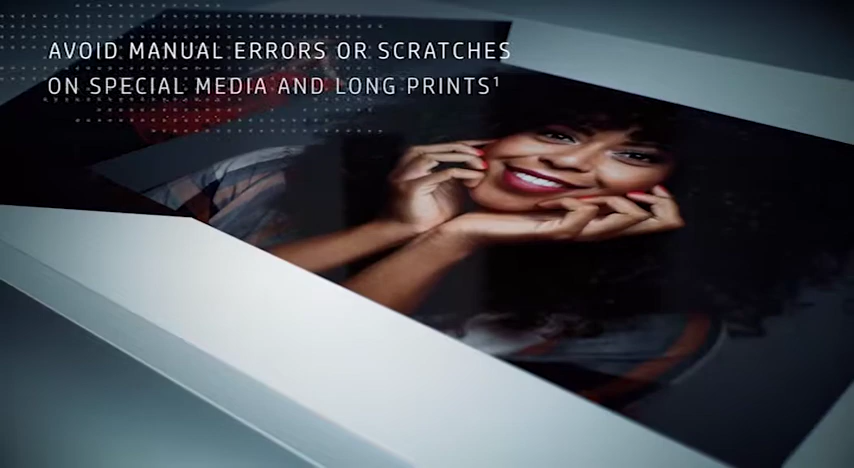 AVOID MANUAL ERRORS OR SCRATCHES
ON SPECIAL MEDIA AND LONG PRINTS¹